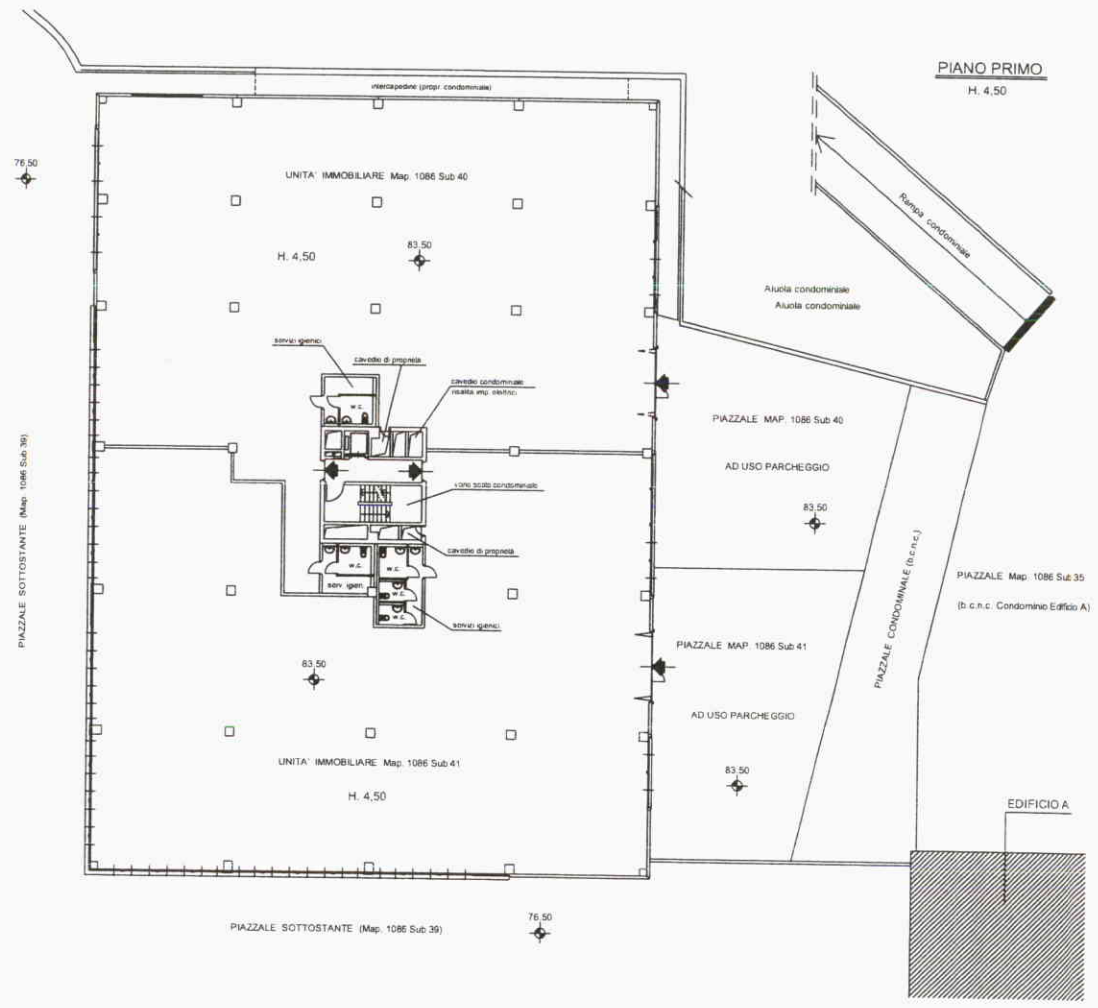 PIANO PRIMO
H. 4,50
intercapedine (propr. condominiale)
76,50
UNITA' IMMOBILIARE Map. 1086 Sub 40
83,50
H. 4,50
Rampa condominiale
Aiuola condominiale
Aiuola condominiale
servizi igienici
cavedio di proprietà
cavedio condominiale
risalita imp. elettrici
w.c.
PIAZZALE MAP. 1086 Sub 40
AD USO PARCHEGGIO
83,50
PIAZZALE SOTTOSTANTE (Map. 1086 Sub 39)
vano scala condominiale
cavedio di proprietà
w.c.
w.c.
serv. igien.
w.c.
w.c.
servizi igienici
PIAZZALE CONDOMINIALE (b.c.n.c.)
PIAZZALE Map. 1086 Sub 35
(b.c.n.c. Condominio Edificio A)
PIAZZALE MAP. 1086 Sub 41
AD USO PARCHEGGIO
83,50
83,50
UNITA' IMMOBILIARE Map. 1086 Sub 41
H. 4,50
EDIFICIO A
PIAZZALE SOTTOSTANTE (Map. 1086 Sub 39)
76,50